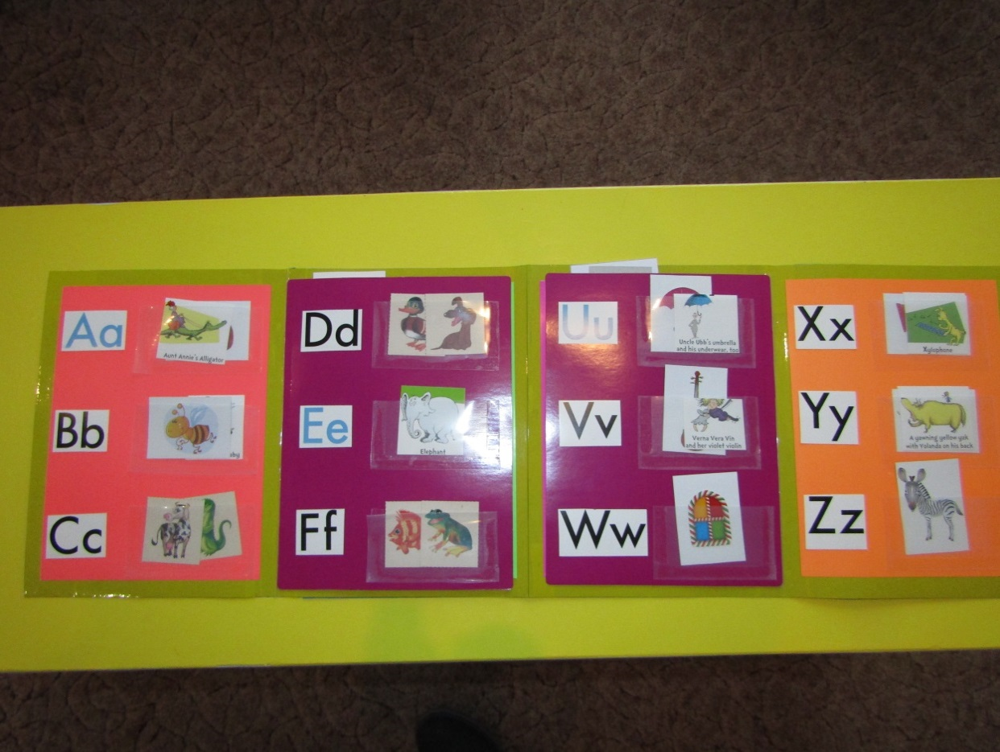 Aa
Aunt Annie's Alligator
Bb
Cc
Dd
Ee
Elephant
Ff
Uu
Uncle Ubb's umbrella
and his underwear, too
Vv
Verna Vera Vin
and her violet violin
Ww
Xx
Xylophone
Yy
A yawning yellow yak
with Yolanda on his back
Zz